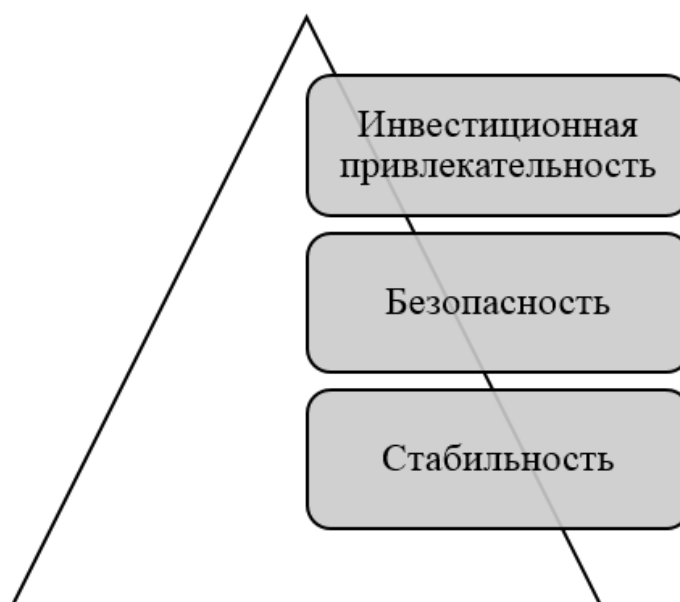 Инвестиционная
привлекательность
Безопасность
Стабильность